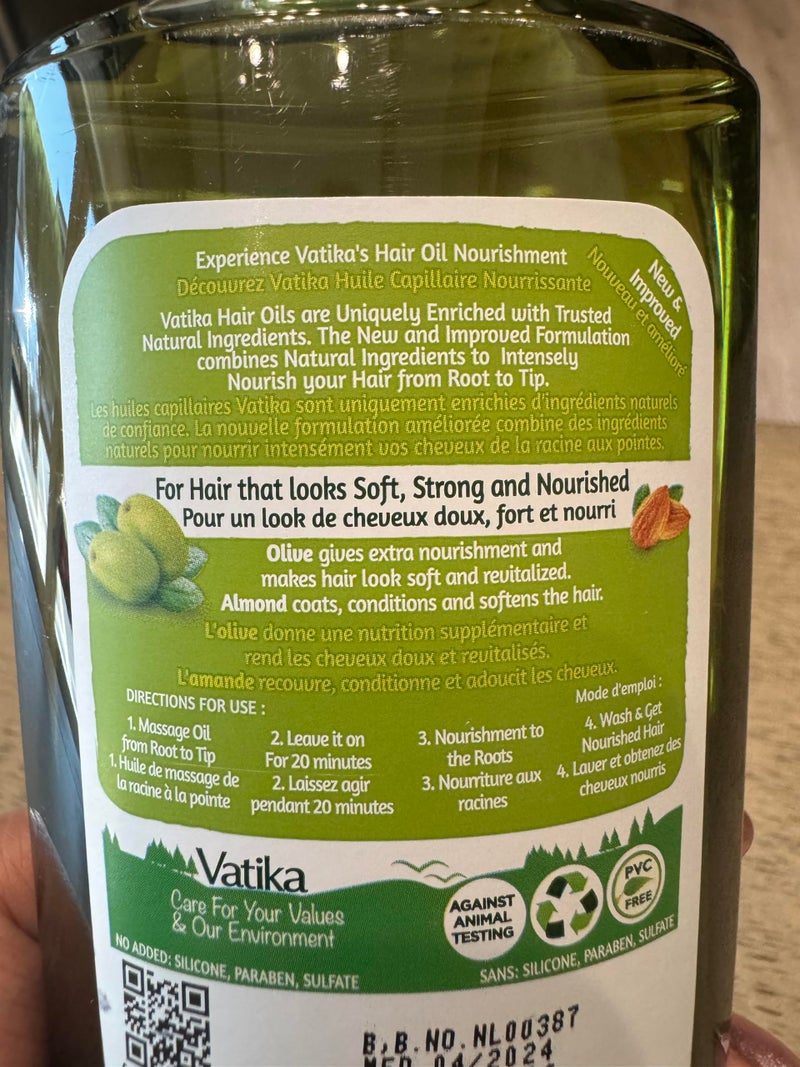 Experience Vatika's Hair Oil Nourishment
Découvrez Vatika Huile Capillaire Nourrissante
New &
Improved
Nouveau et amélioré
Vatika Hair Oils are Uniquely Enriched with Trusted
Natural Ingredients. The New and Improved Formulation
combines Natural Ingredients to Intensely
Nourish your Hair from Root to Tip.
Les huiles capillaires Vatika sont uniquement enrichies d'ingrédients naturels
de confiance. La nouvelle formulation améliorée combine des ingrédients
naturels pour nourrir intensément vos cheveux de la racine aux pointes.
For Hair that looks Soft, Strong and Nourished
Pour un look de cheveux doux, fort et nourri
Olive gives extra nourishment and
makes hair look soft and revitalized.
Almond coats, conditions and softens the hair.
L'olive donne une nutrition supplémentaire et
rend les cheveux doux et revitalisés.
L'amande recouvre, conditionne et adoucit les cheveux.
DIRECTIONS FOR USE :
Mode d'emploi :
1. Massage Oil
from Root to Tip
1. Huile de massage de
la racine à la pointe
2. Leave it on
For 20 minutes
2. Laissez agir
pendant 20 minutes
3. Nourishment to
the Roots
3. Nourriture aux
racines
4. Wash & Get
Nourished Hair
4. Laver et obtenez des
cheveux nourris
Vatika
Care For Your Values
& Our Environment
AGAINST
ANIMAL
TESTING
PVC
FREE
NO ADDED: SILICONE, PARABEN, SULFATE
SANS: SILICONE, PARABEN, SULFATE
B.B.NO.NL00387
04/2024